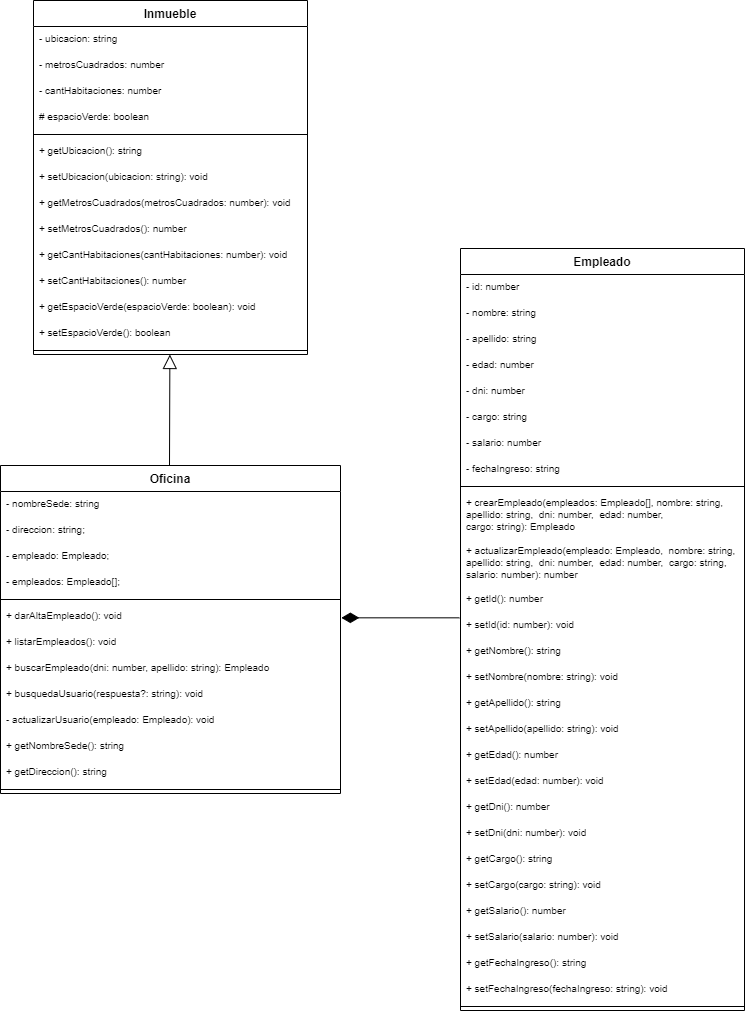 Inmueble
- ubicacion: string
- metrosCuadrados: number
- cantHabitaciones: number
# espacioVerde: boolean
+ getUbicacion(): string
+ setUbicacion(ubicacion: string): void
+ getMetrosCuadrados(metrosCuadrados: number): void
+ setMetrosCuadrados(): number
+ getCantHabitaciones(cantHabitaciones: number): void
+ setCantHabitaciones(): number
+ getEspacioVerde(espacioVerde: boolean): void
+ setEspacioVerde(): boolean
Oficina
- nombreSede: string
- direccion: string;
- empleado: Empleado;
- empleados: Empleado[];
+ darAltaEmpleado(): void
+ listarEmpleados(): void
+ buscarEmpleado(dni: number, apellido: string): Empleado
+ busquedaUsuario(respuesta?: string): void
- actualizarUsuario(empleado: Empleado): void
+ getNombreSede(): string
+ getDireccion(): string
Empleado
- id: number
- nombre: string
- apellido: string
- edad: number
- dni: number
- cargo: string
- salario: number
- fechaIngreso: string
+ crearEmpleado(empleados: Empleado[], nombre: string,
apellido: string, dni: number, edad: number,
cargo: string): Empleado
+ actualizarEmpleado(empleado: Empleado, nombre: string,
apellido: string, dni: number, edad: number, cargo: string,
salario: number): number
+ getId(): number
+ setId(id: number): void
+ getNombre(): string
+ setNombre(nombre: string): void
+ getApellido(): string
+ setApellido(apellido: string): void
+ getEdad(): number
+ setEdad(edad: number): void
+ getDni(): number
+ setDni(dni: number): void
+ getCargo(): string
+ setCargo(cargo: string): void
+ getSalario(): number
+ setSalario(salario: number): void
+ getFechaIngreso(): string
+ setFechaIngreso(fechaIngreso: string): void